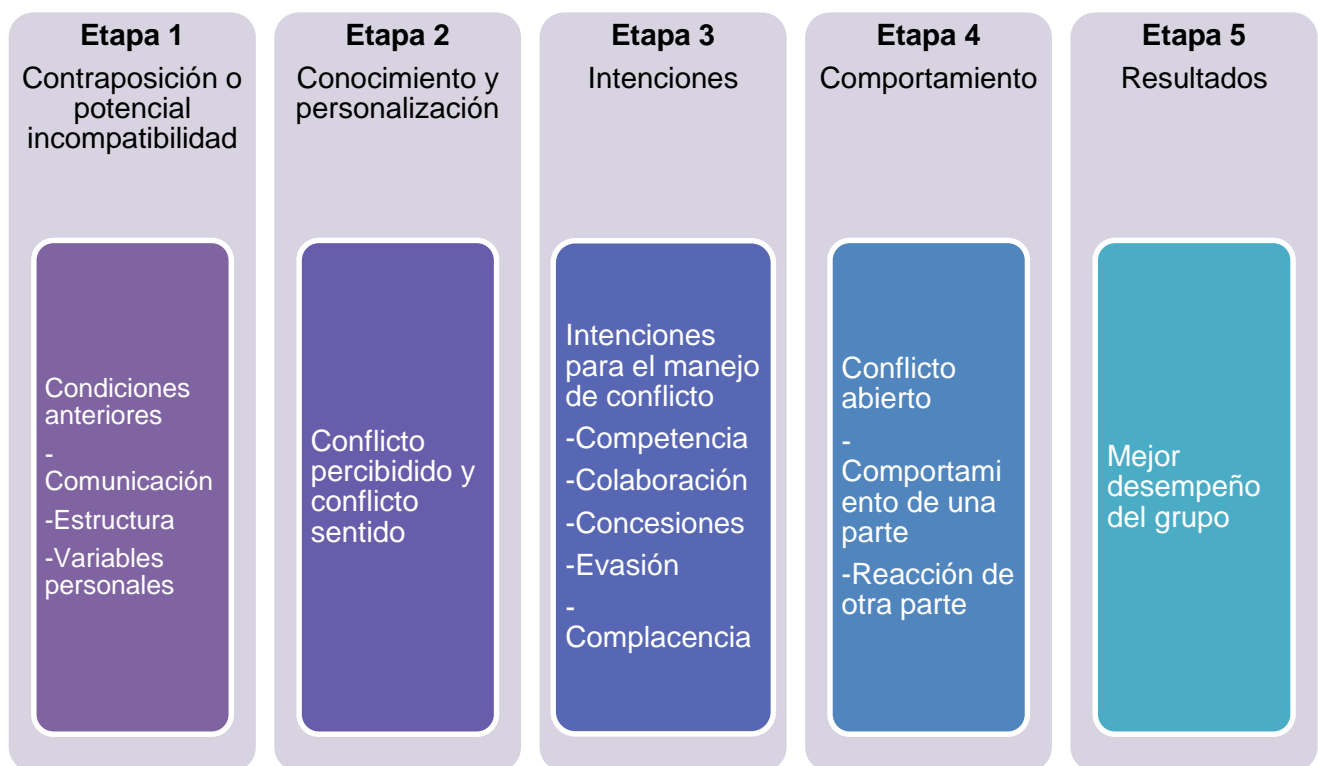 Etapa 1
Contraposición o
potencial
incompatibilidad
Condiciones
anteriores
-
Comunicación
-Estructura
-Variables
personales
Etapa 2
Conocimiento y
personalización
Conflicto
percibidido y
conflicto
sentido
Etapa 3
Intenciones
Intenciones
para el manejo
de conflicto
-Competencia
-Colaboración
-Concesiones
-Evasión
-
Complacencia
Etapa 4
Comportamiento
Conflicto
abierto
-
Comportami
ento de una
parte
-Reacción de
otra parte
Etapa 5
Resultados
Mejor
desempeño
del grupo